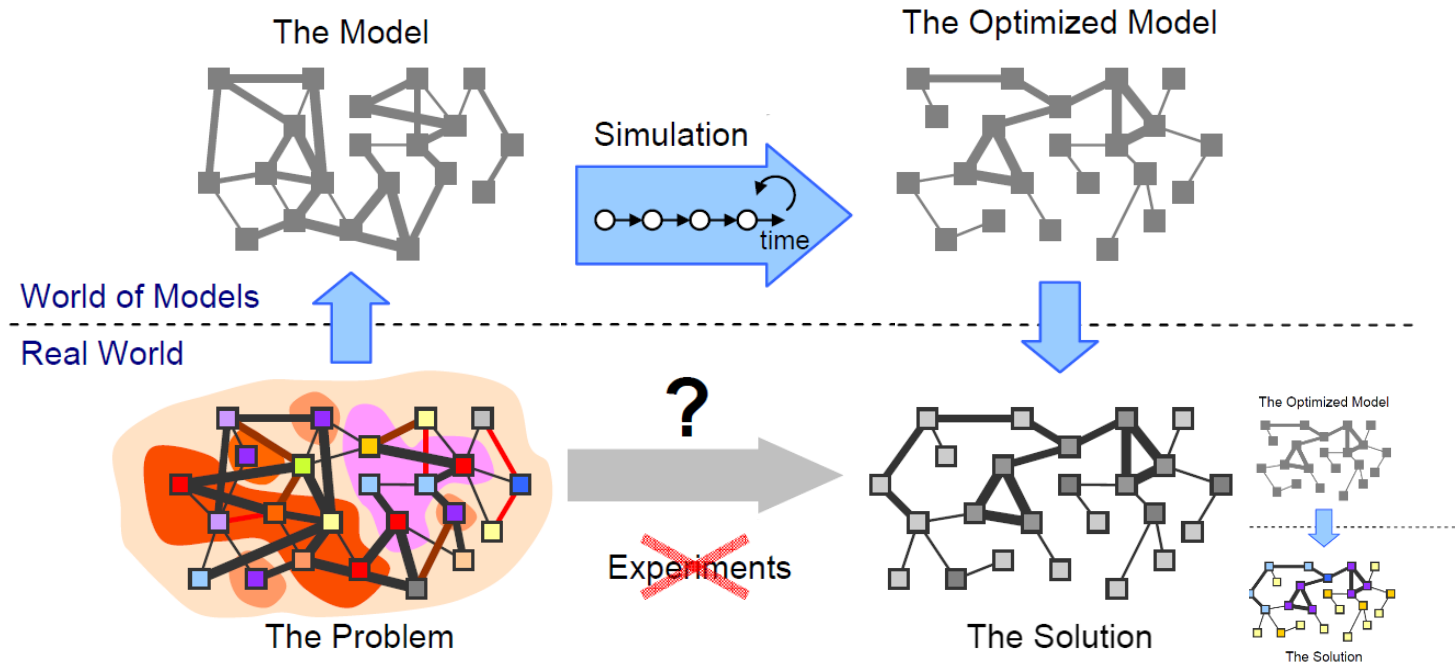 The Model
The Optimized Model
Simulation
time
World of Models
Real World
?
The Optimized Model
Experiments
The Problem
The Solution
The Solution